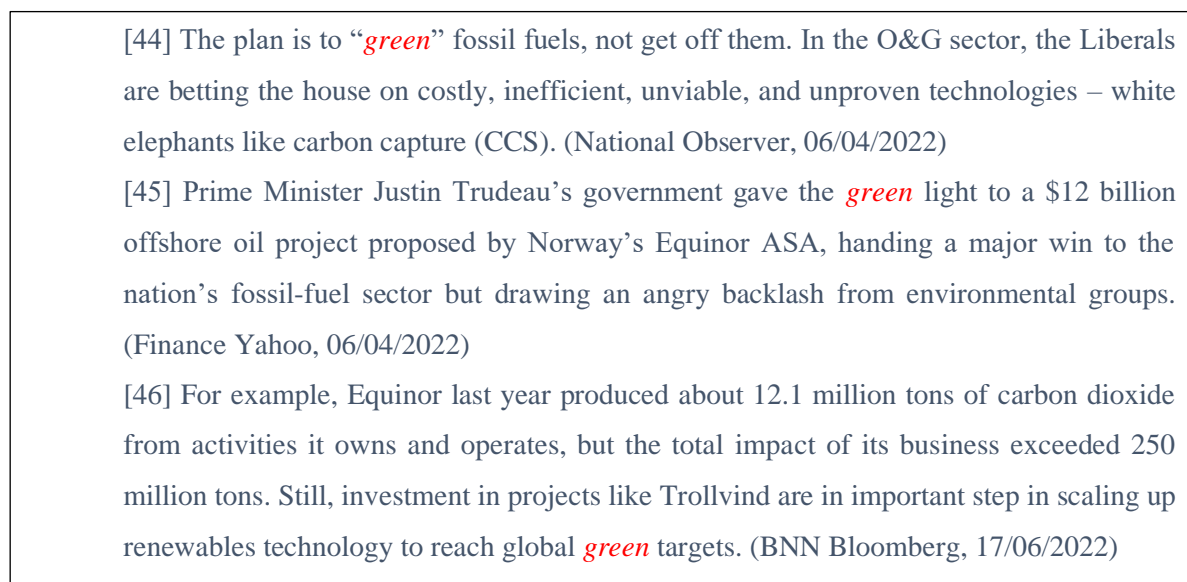 [44] The plan is to “green” fossil fuels, not get off them. In the O&G sector, the Liberals
are betting the house on costly, inefficient, unviable, and unproven technologies – white
elephants like carbon capture (CCS). (National Observer, 06/04/2022)
[45] Prime Minister Justin Trudeau’s government gave the green light to a $12 billion
offshore oil project proposed by Norway’s Equinor ASA, handing a major win to the
nation’s fossil-fuel sector but drawing an angry backlash from environmental groups.
(Finance Yahoo, 06/04/2022)
[46] For example, Equinor last year produced about 12.1 million tons of carbon dioxide
from activities it owns and operates, but the total impact of its business exceeded 250
million tons. Still, investment in projects like Trollvind are in important step in scaling up
renewables technology to reach global green targets. (BNN Bloomberg, 17/06/2022)